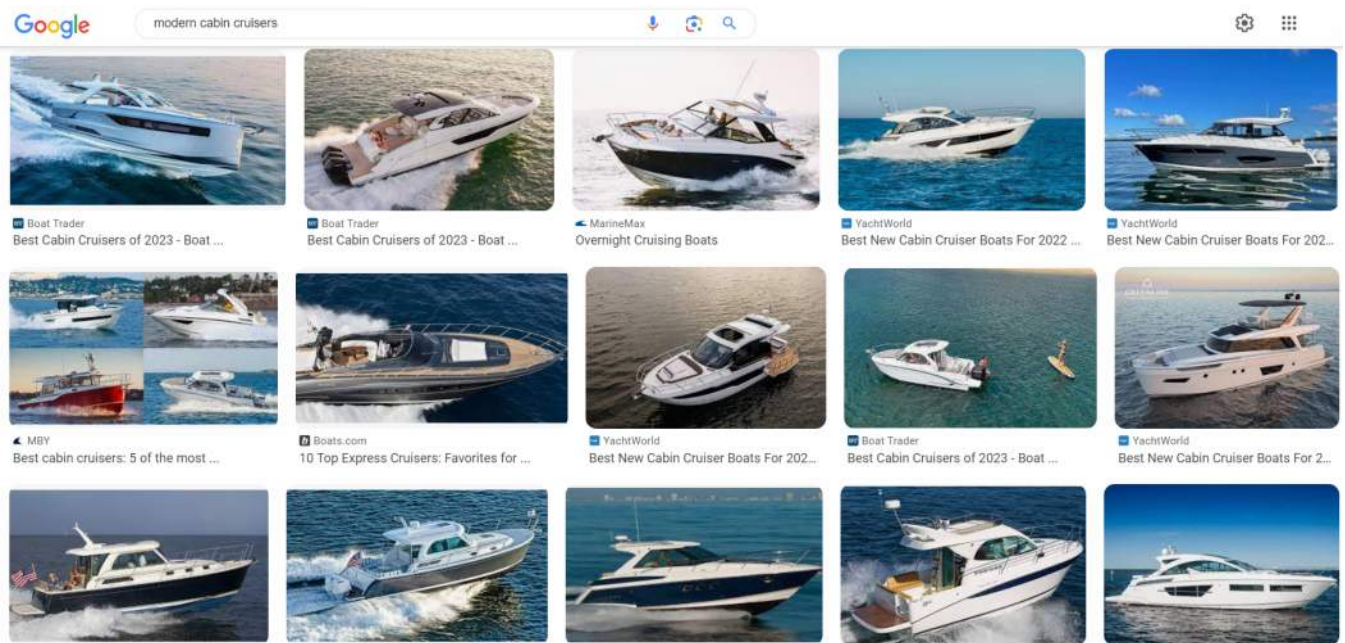 Google
modern cabin cruisers
Boat Trader
Best Cabin Cruisers of 2023 - Boat ...
Boat Trader
Best Cabin Cruisers of 2023 - Boat ...
MarineMax
Overnight Cruising Boats
YachtWorld
Best New Cabin Cruiser Boats For 2022 ...
YachtWorld
Best New Cabin Cruiser Boats For 202...
MBY
Best cabin cruisers: 5 of the most ...
Boats.com
10 Top Express Cruisers: Favorites for ...
YachtWorld
Best New Cabin Cruiser Boats For 202...
Boat Trader
Best Cabin Cruisers of 2023 - Boat ...
YachtWorld
Best New Cabin Cruiser Boats For 2...